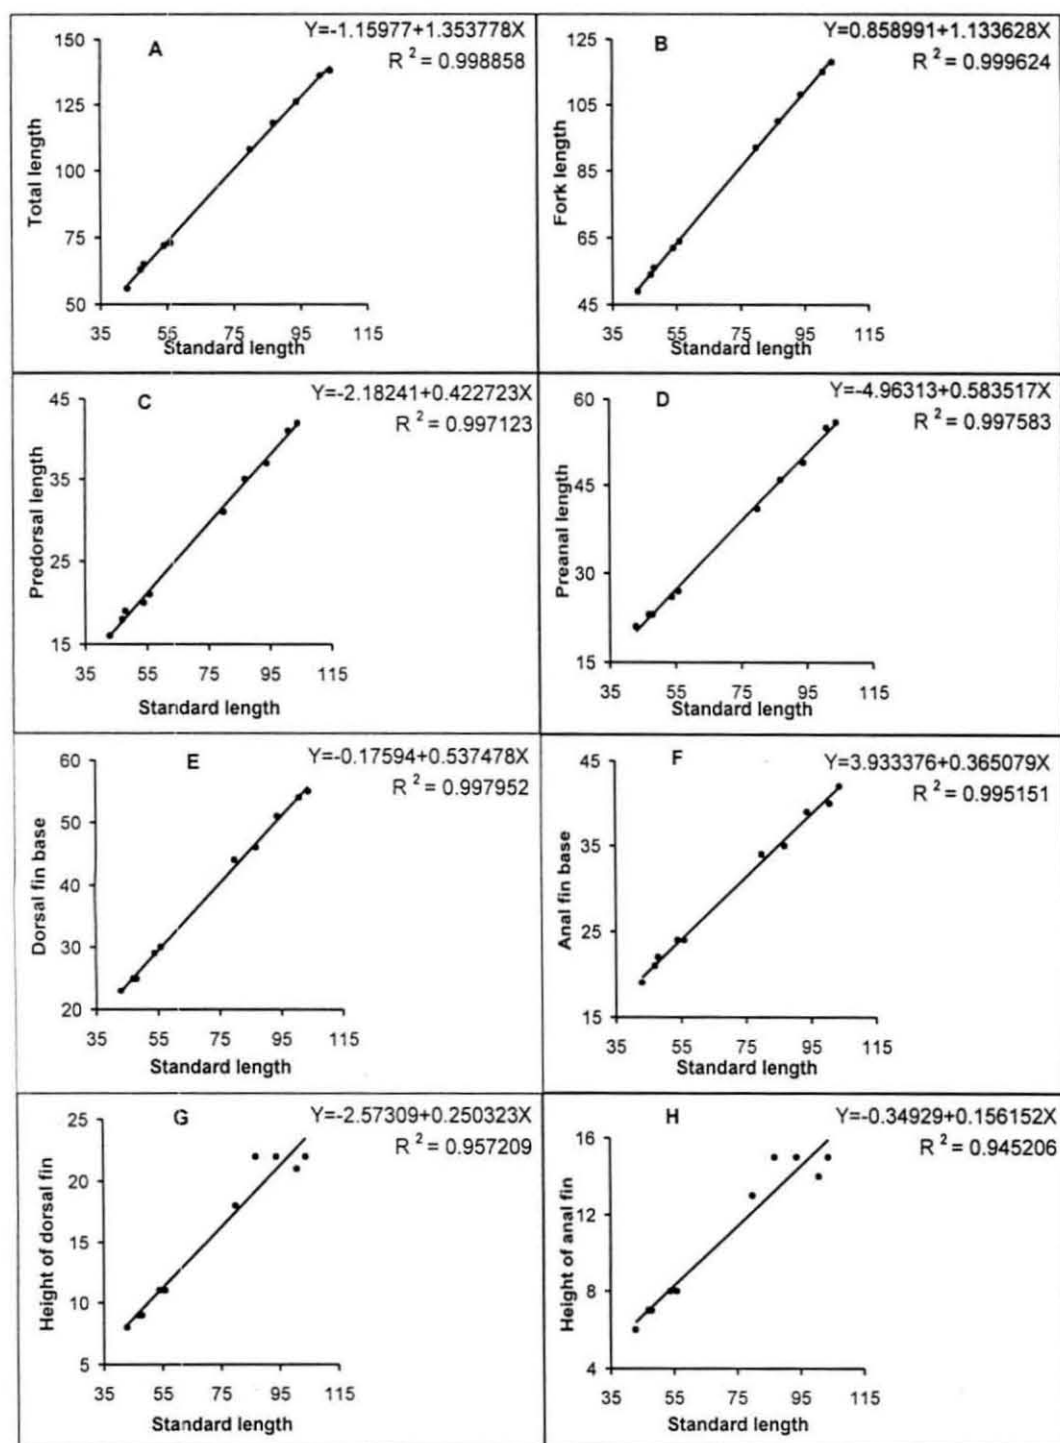 A
Y=-1.15977+1.353778X
R² = 0.998858
150
125
100
75
50
Total length
35 55 75 95 115
Standard length
B
Y=0.858991+1.133628X
R² = 0.999624
125
105
85
65
45
Fork length
35 55 75 95 115
Standard length
C
Y=-2.18241+0.422723X
R² = 0.997123
45
35
25
15
Predorsal length
35 55 75 95 115
Standard length
D
Y=-4.96313+0.583517X
R² = 0.997583
60
45
30
15
Preanal length
35 55 75 95 115
Standard length
E
Y=-0.17594+0.537478X
R² = 0.997952
60
50
40
30
20
Dorsal fin base
35 55 75 95 115
Standard length
F
Y=3.933376+0.365079X
R² = 0.995151
45
35
25
15
Anal fin base
35 55 75 95 115
Standard length
G
Y=-2.57309+0.250323X
R² = 0.957209
25
20
15
10
5
Height of dorsal fin
35 55 75 95 115
Standard length
H
Y=-0.34929+0.156152X
R² = 0.945206
16
12
8
4
Height of anal fin
35 55 75 95 115
Standard length